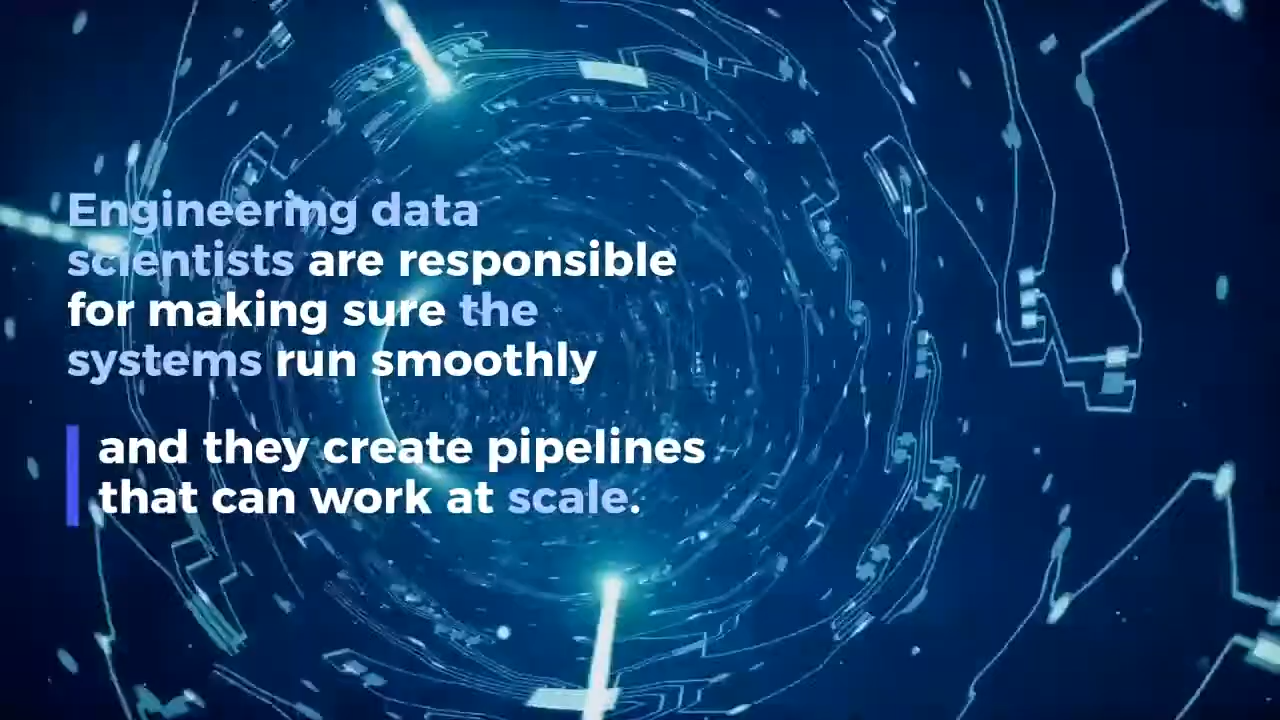 Engineering data
scientists are responsible
for making sure the
systems run smoothly
and they create pipelines
that can work at scale.